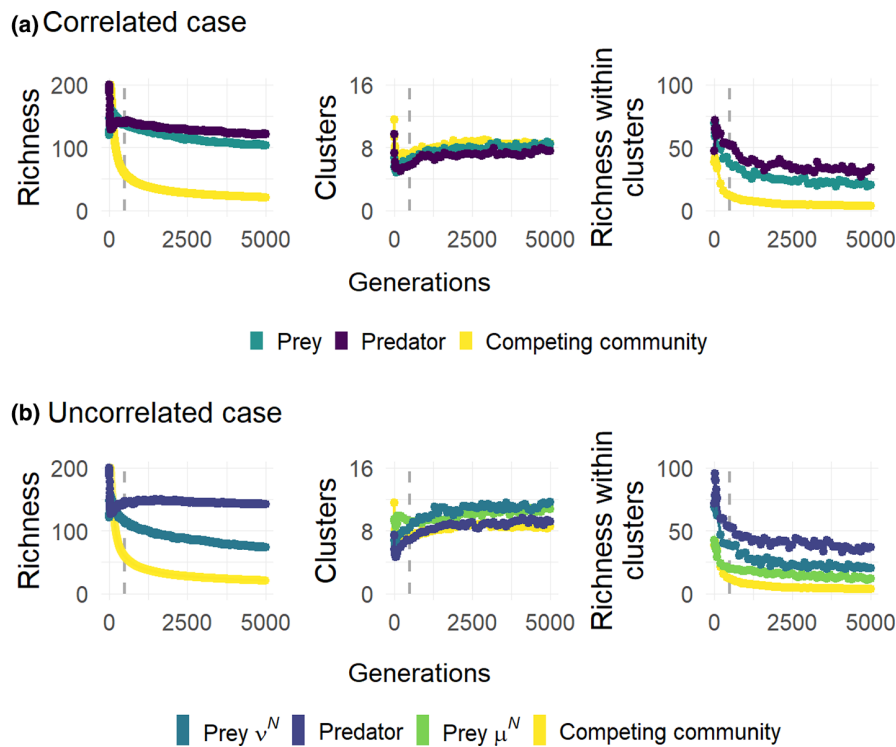 (a) Correlated case
Richness
200
100
0
0 2500 5000
Clusters
16
8
0
0 2500 5000
Richness within
clusters
100
50
0
0 2500 5000
Generations
Prey Predator Competing community
(b) Uncorrelated case
Richness
200
100
0
0 2500 5000
Clusters
16
8
0
0 2500 5000
Richness within
clusters
100
50
0
0 2500 5000
Generations
Prey ν^N Predator Prey μ^N Competing community